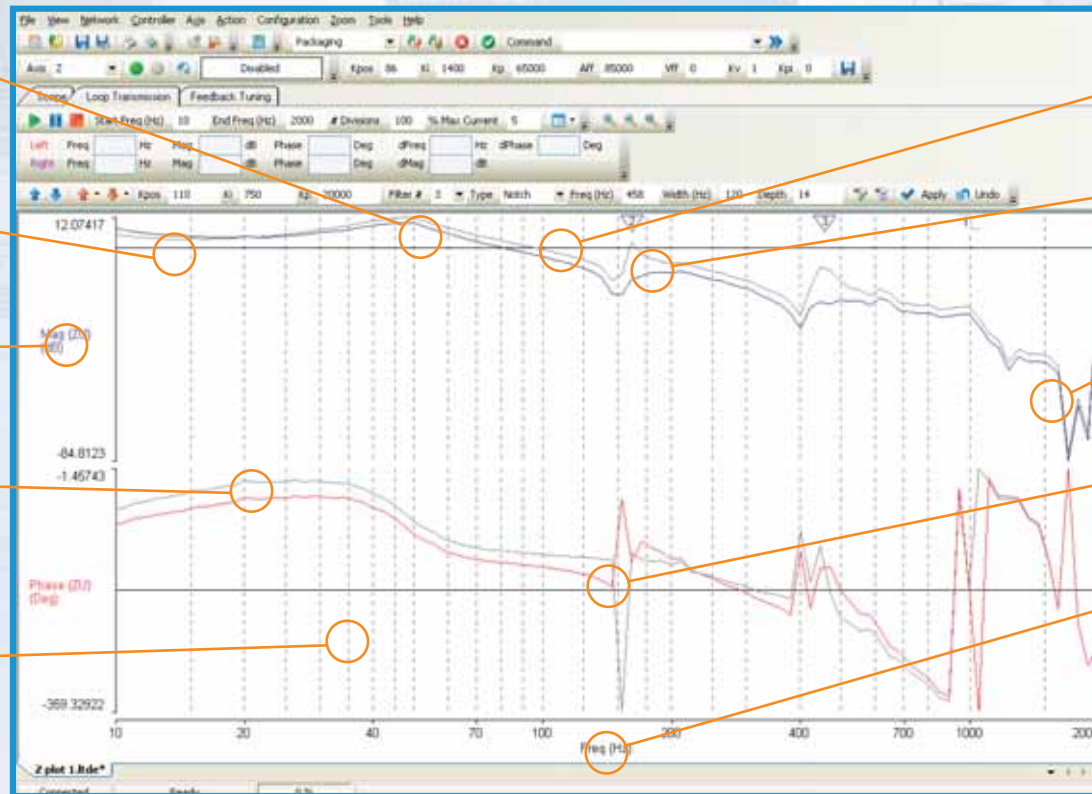 File View Network Controller Axis Action Configuration Zoom Tools Help
Packaging Command
Axis Z Disabled Kpos 86 Ki 1400 Kp 65000 Aff 85000 Vff 0 Kv 1 Kpi 0
Scope Loop Transmission Feedback Tuning
Start Freq (Hz) 10 End Freq (Hz) 2000 # Divisions 100 % Max Current 5
Left Freq Hz Mag dB Phase Deg dFreq Hz dPhase Deg
Right Freq Hz Mag dB Phase Deg dMag dB
Kpos 110 Ki 750 Kp 20000 Filter # 3 Type Notch Freq (Hz) 458 Width (Hz) 120 Depth 14 Apply Undo
12.07417
Mag (ZU)
(dB)
-84.8123
-1.45743
Phase (ZU)
(Deg)
-369.32922
10 20 40 70 100 200 400 700 1000 200
Freq (Hz)
Z plot 1.ltde*
Connected Ready 0 %